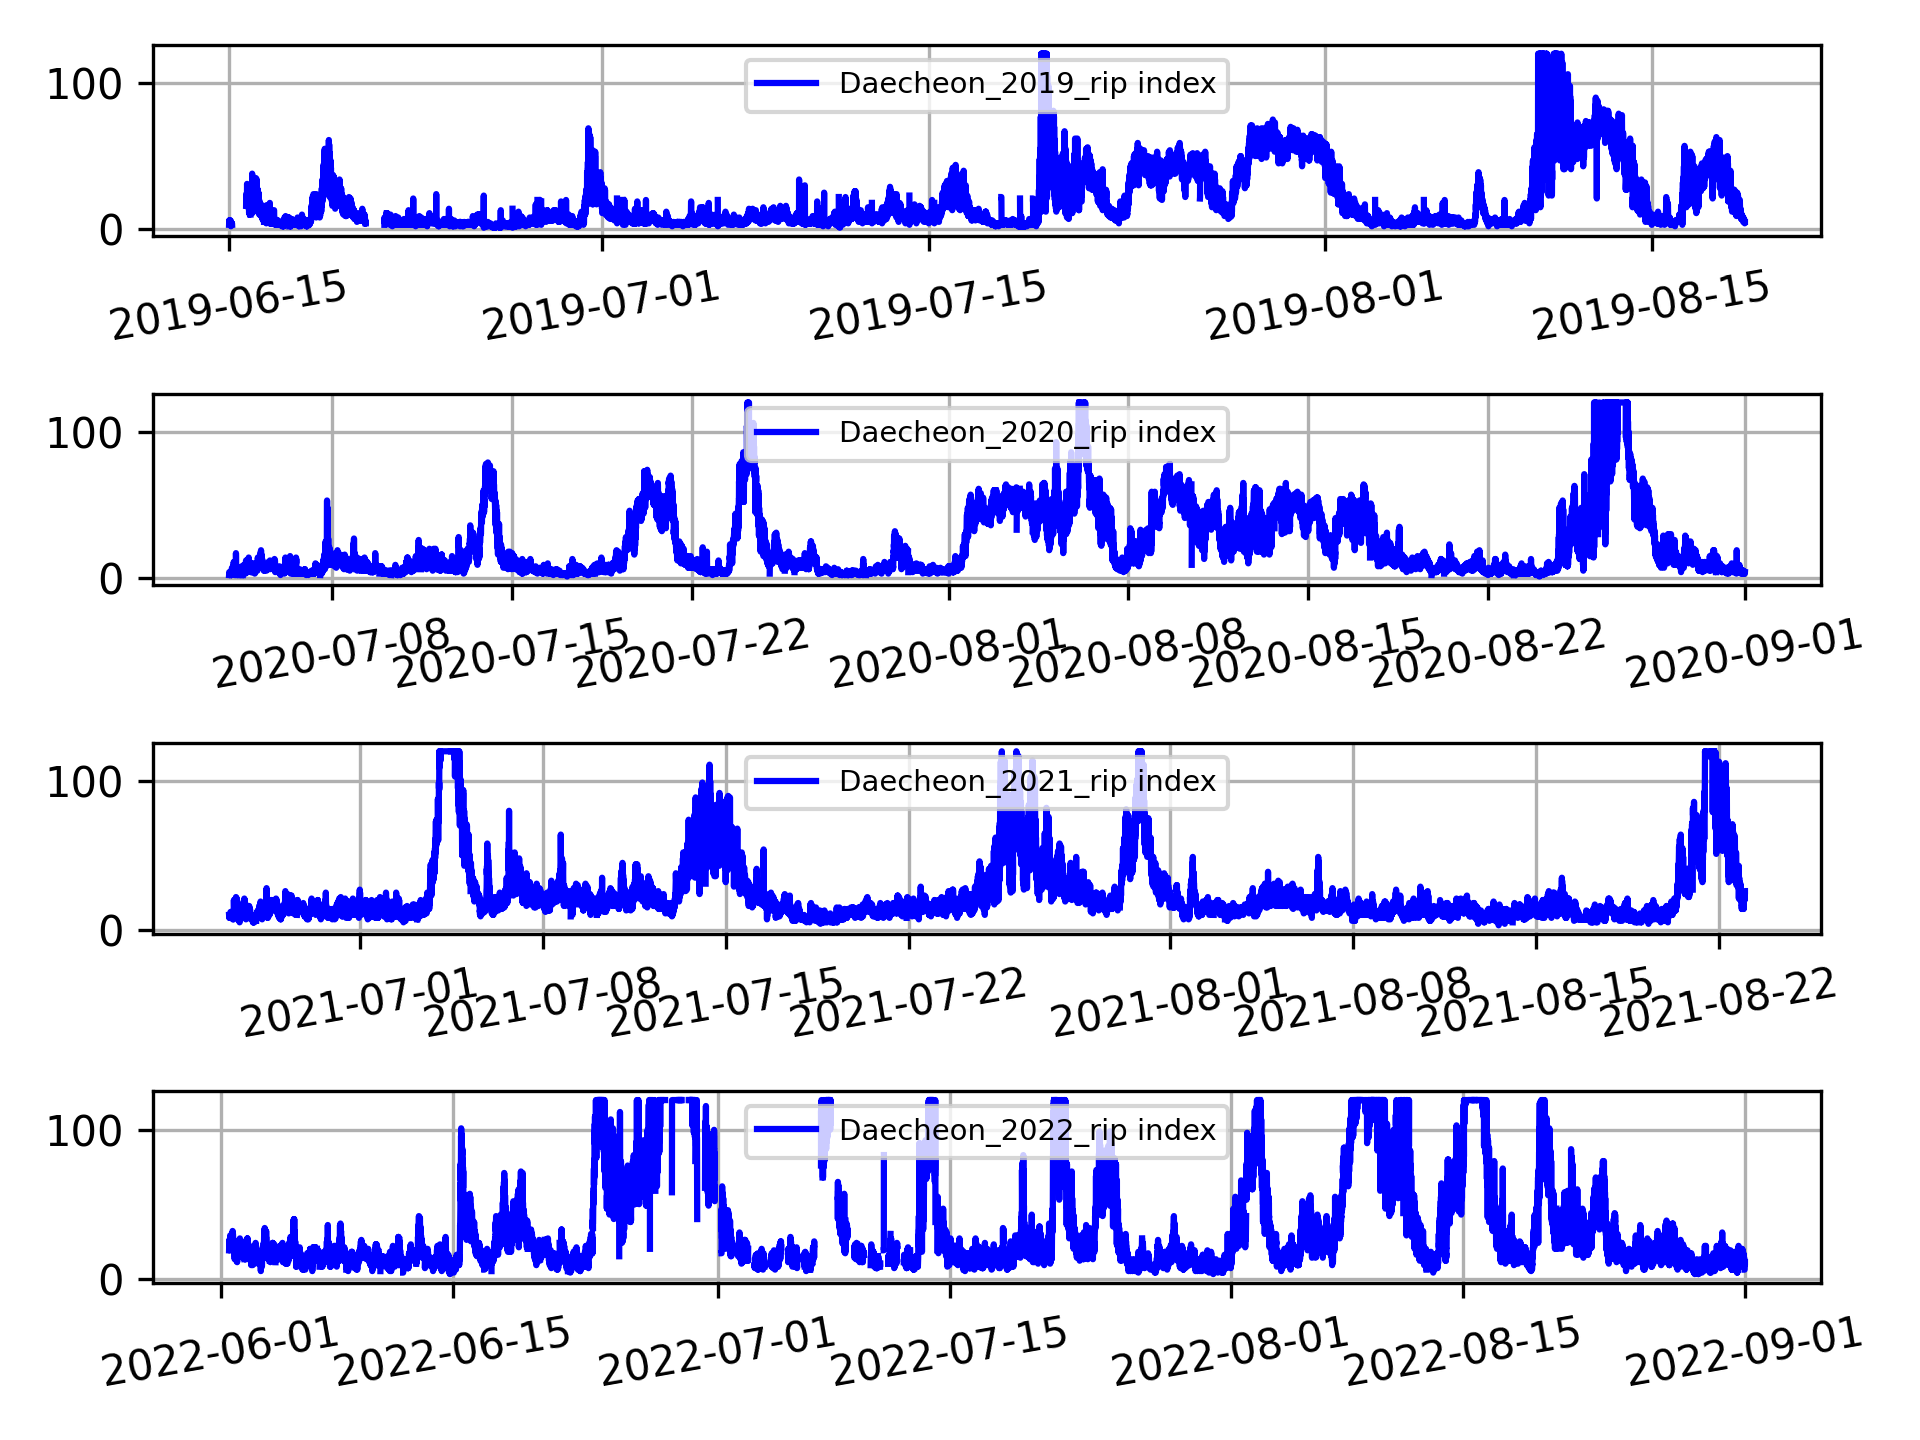 100
Daecheon_2019_rip index
0
2019-06-15 2019-07-01 2019-07-15 2019-08-01 2019-08-15
100
Daecheon_2020_rip index
0
2020-07-08 2020-07-15 2020-07-22 2020-08-01 2020-08-08 2020-08-15 2020-08-22 2020-09-01
100
Daecheon_2021_rip index
0
2021-07-01 2021-07-08 2021-07-15 2021-07-22 2021-08-01 2021-08-08 2021-08-15 2021-08-22
100
Daecheon_2022_rip index
0
2022-06-01 2022-06-15 2022-07-01 2022-07-15 2022-08-01 2022-08-15 2022-09-01